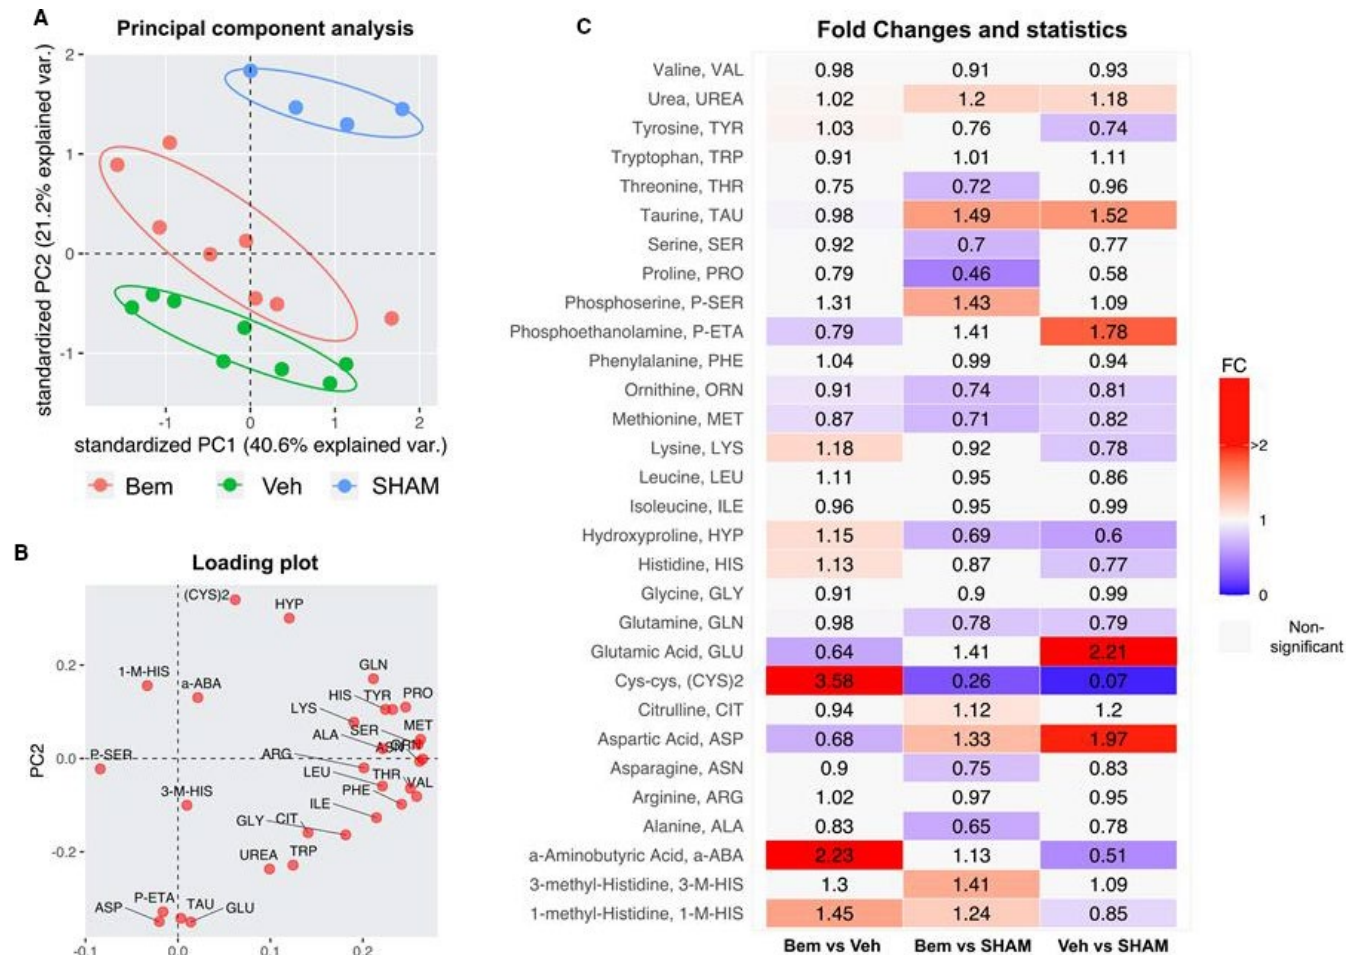 A
Principal component analysis
standardized PC2 (21.2% explained var.)
2
1
0
-1
-1
0
1
2
standardized PC1 (40.6% explained var.)
Bem
Veh
SHAM
B
Loading plot
PC2
0.2
0.0
-0.2
-0.1
0.0
0.1
0.2
(CYS)2
HYP
1-M-HIS
a-ABA
GLN
HIS
TYR
PRO
LYS
SER
MET
ALA
ASN
ORN
ARG
P-SER
LEU
THR
VAL
PHE
3-M-HIS
ILE
GLY
CIT
UREA
TRP
P-ETA
ASP
TAU
GLU
C
Fold Changes and statistics
Valine, VAL 0.98 0.91 0.93
Urea, UREA 1.02 1.2 1.18
Tyrosine, TYR 1.03 0.76 0.74
Tryptophan, TRP 0.91 1.01 1.11
Threonine, THR 0.75 0.72 0.96
Taurine, TAU 0.98 1.49 1.52
Serine, SER 0.92 0.7 0.77
Proline, PRO 0.79 0.46 0.58
Phosphoserine, P-SER 1.31 1.43 1.09
Phosphoethanolamine, P-ETA 0.79 1.41 1.78
Phenylalanine, PHE 1.04 0.99 0.94
Ornithine, ORN 0.91 0.74 0.81
Methionine, MET 0.87 0.71 0.82
Lysine, LYS 1.18 0.92 0.78
Leucine, LEU 1.11 0.95 0.86
Isoleucine, ILE 0.96 0.95 0.99
Hydroxyproline, HYP 1.15 0.69 0.6
Histidine, HIS 1.13 0.87 0.77
Glycine, GLY 0.91 0.9 0.99
Glutamine, GLN 0.98 0.78 0.79
Glutamic Acid, GLU 0.64 1.41 2.21
Cys-cys, (CYS)2 3.58 0.26 0.07
Citrulline, CIT 0.94 1.12 1.2
Aspartic Acid, ASP 0.68 1.33 1.97
Asparagine, ASN 0.9 0.75 0.83
Arginine, ARG 1.02 0.97 0.95
Alanine, ALA 0.83 0.65 0.78
a-Aminobutyric Acid, a-ABA 2.23 1.13 0.51
3-methyl-Histidine, 3-M-HIS 1.3 1.41 1.09
1-methyl-Histidine, 1-M-HIS 1.45 1.24 0.85
Bem vs Veh Bem vs SHAM Veh vs SHAM
FC
>2
1
0
Non-
significant